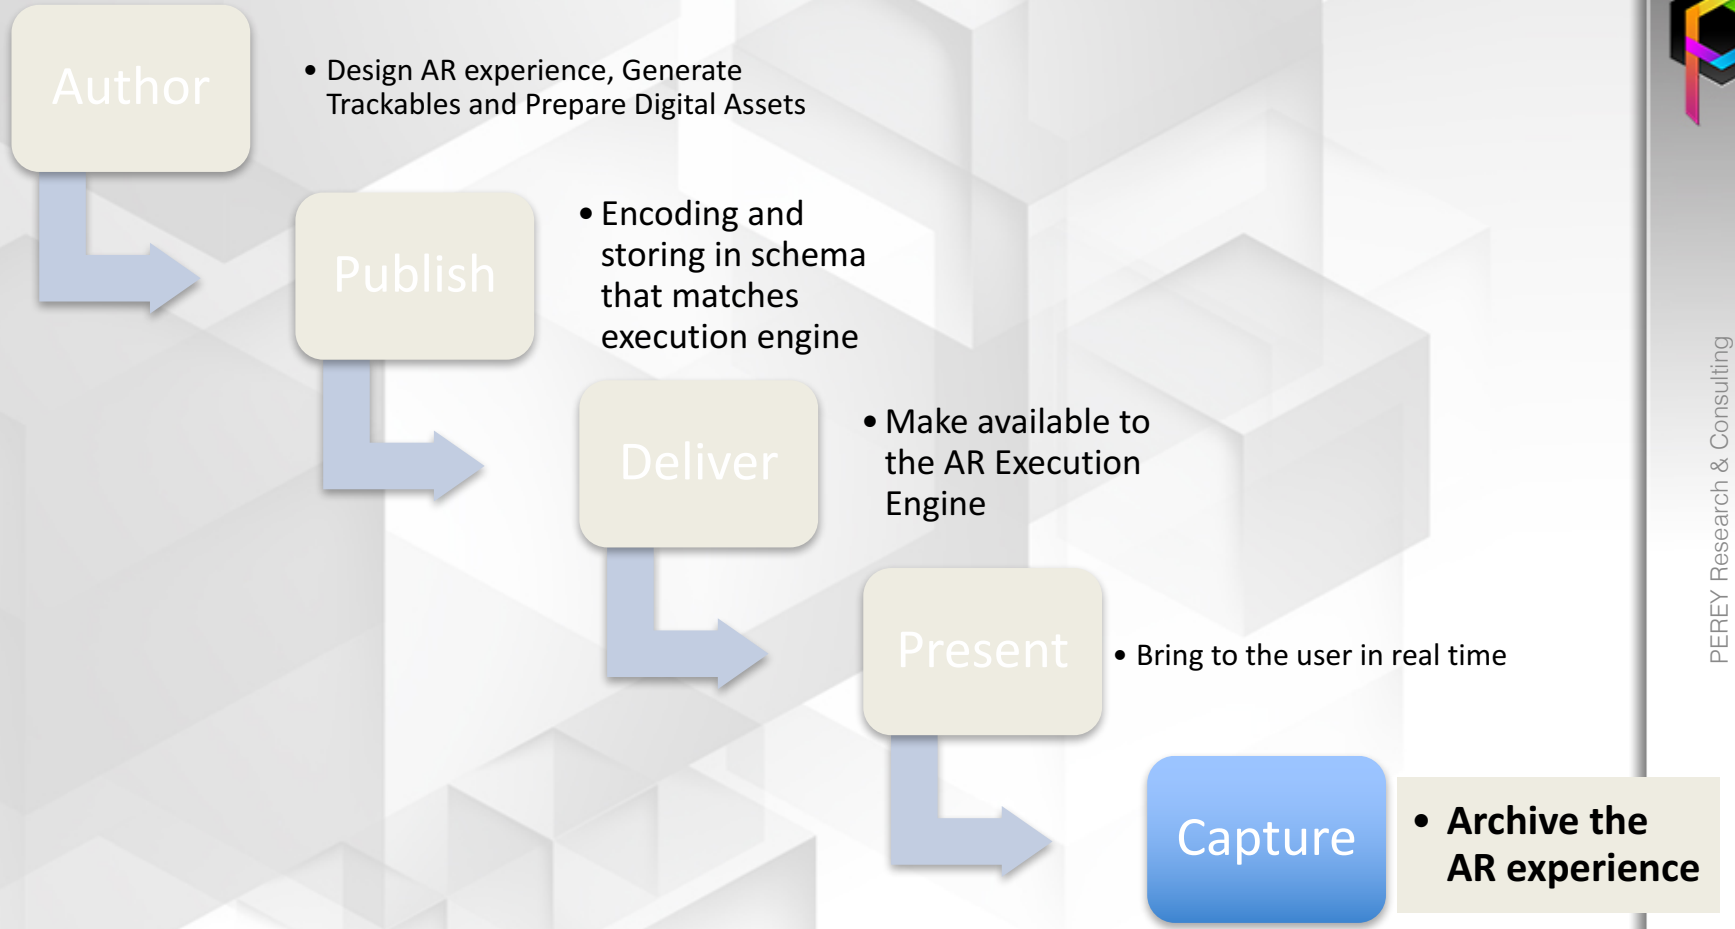 Author
• Design AR experience, Generate
Trackables and Prepare Digital Assets
Publish
• Encoding and
storing in schema
that matches
execution engine
Deliver
• Make available to
the AR Execution
Engine
Present
• Bring to the user in real time
Capture
• Archive the
AR experience
PEREY Research & Consulting